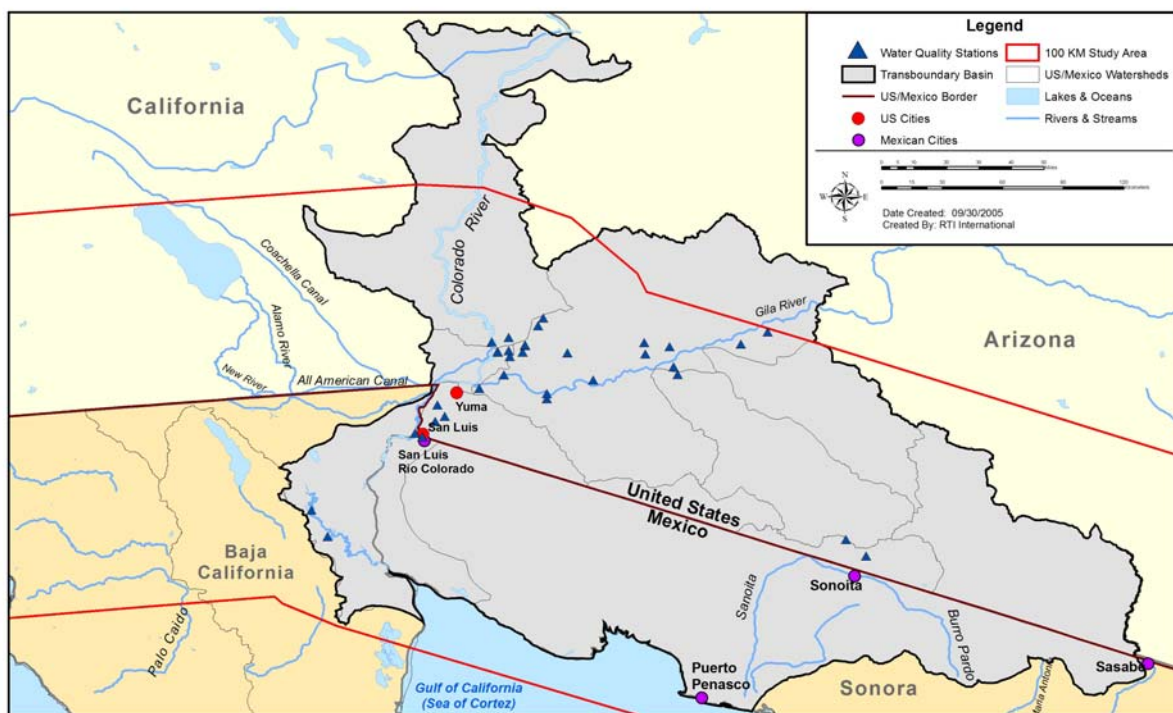 Legend
Water Quality Stations
100 KM Study Area
Transboundary Basin
US/Mexico Watersheds
US/Mexico Border
Lakes & Oceans
US Cities
Rivers & Streams
Mexican Cities
N
W
E
S
Date Created: 09/30/2005
Created By: RTI International
California
Colorado River
Coachella Canal
Gila River
Arizona
Alamo River
New River
All American Canal
Yuma
San Luis
San Luis
Río Colorado
United States
Mexico
Baja
California
Sonoita
Sanoita
Burro Pardo
Palo Caido
Puerto
Penasco
Sasabe
Gulf of California
(Sea of Cortez)
Sonora